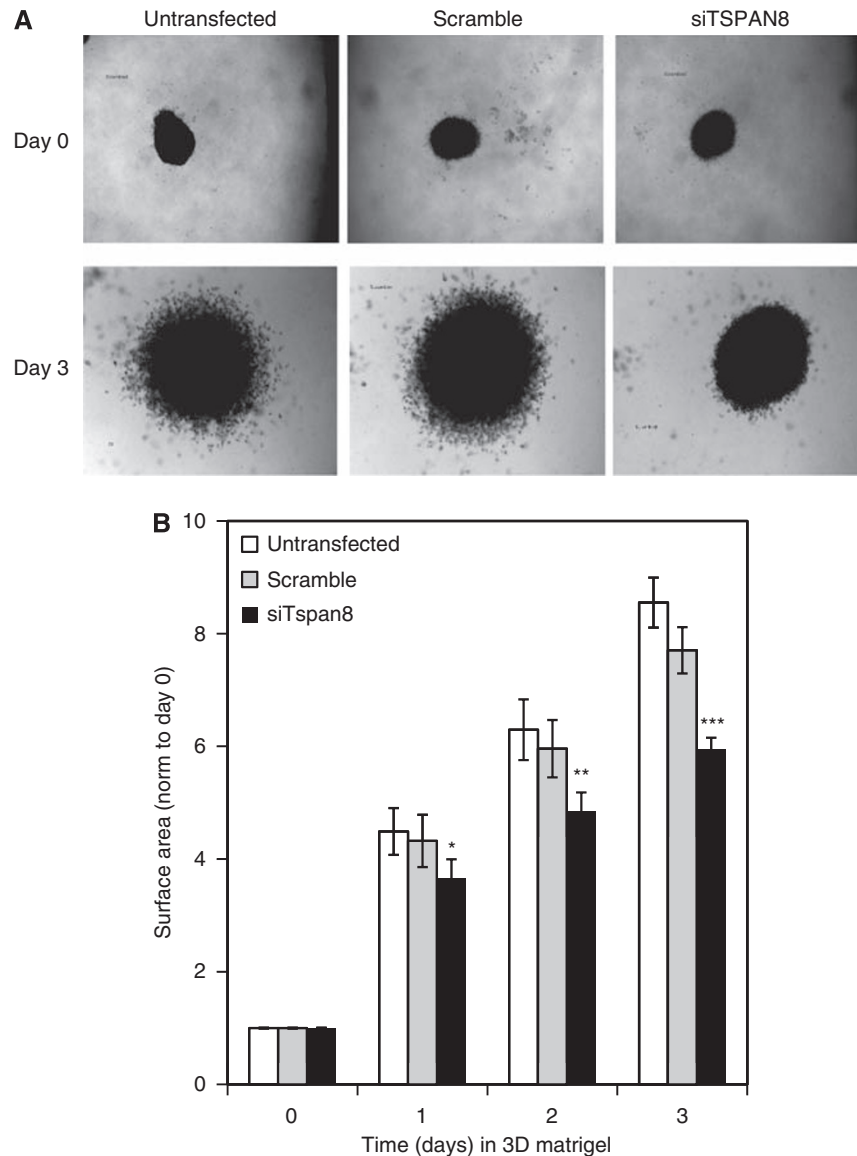 A
Untransfected Scramble siTSPAN8
Day 0
Day 3
B
10
8
6
4
2
0
Surface area (norm to day 0)
Untransfected
Scramble
siTspan8
*
**
***
0 1 2 3
Time (days) in 3D matrigel